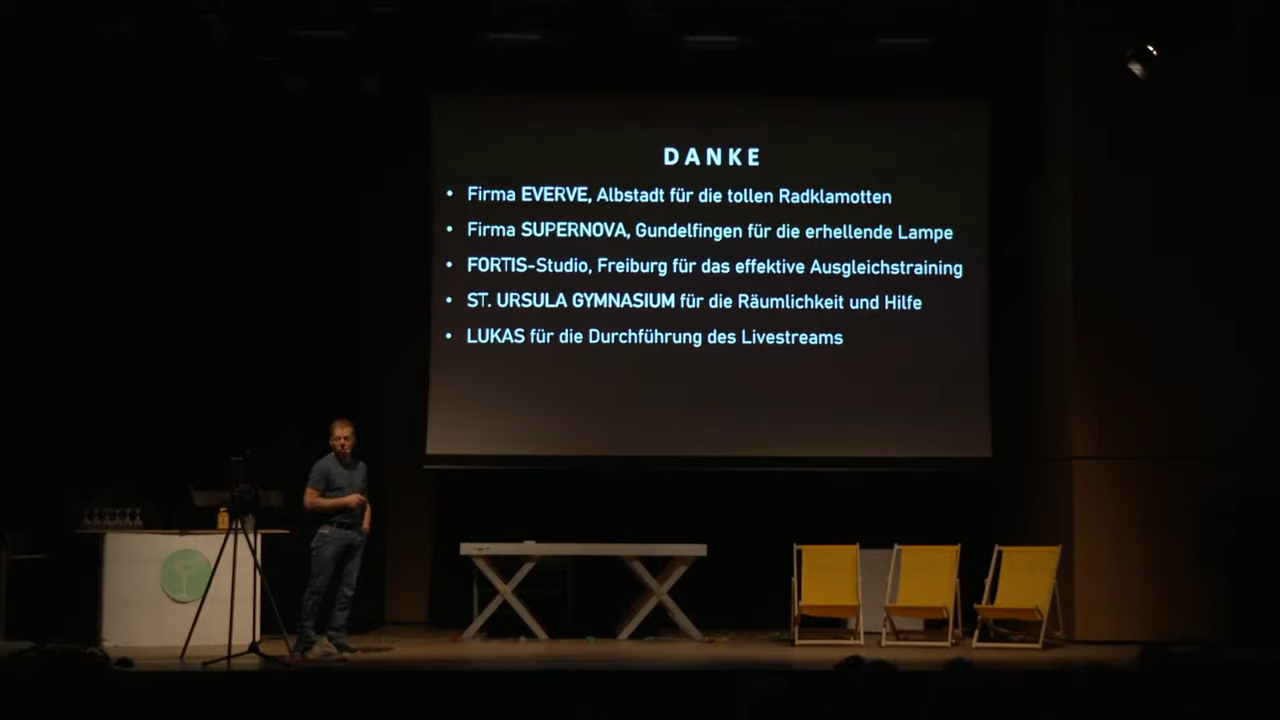 DANKE
• Firma EVERVE, Albstadt für die tollen Radklamotten
• Firma SUPERNOVA, Gundelfingen für die erhellende Lampe
• FORTIS-Studio, Freiburg für das effektive Ausgleichstraining
• ST. URSULA GYMNASIUM für die Räumlichkeit und Hilfe
• LUKAS für die Durchführung des Livestreams